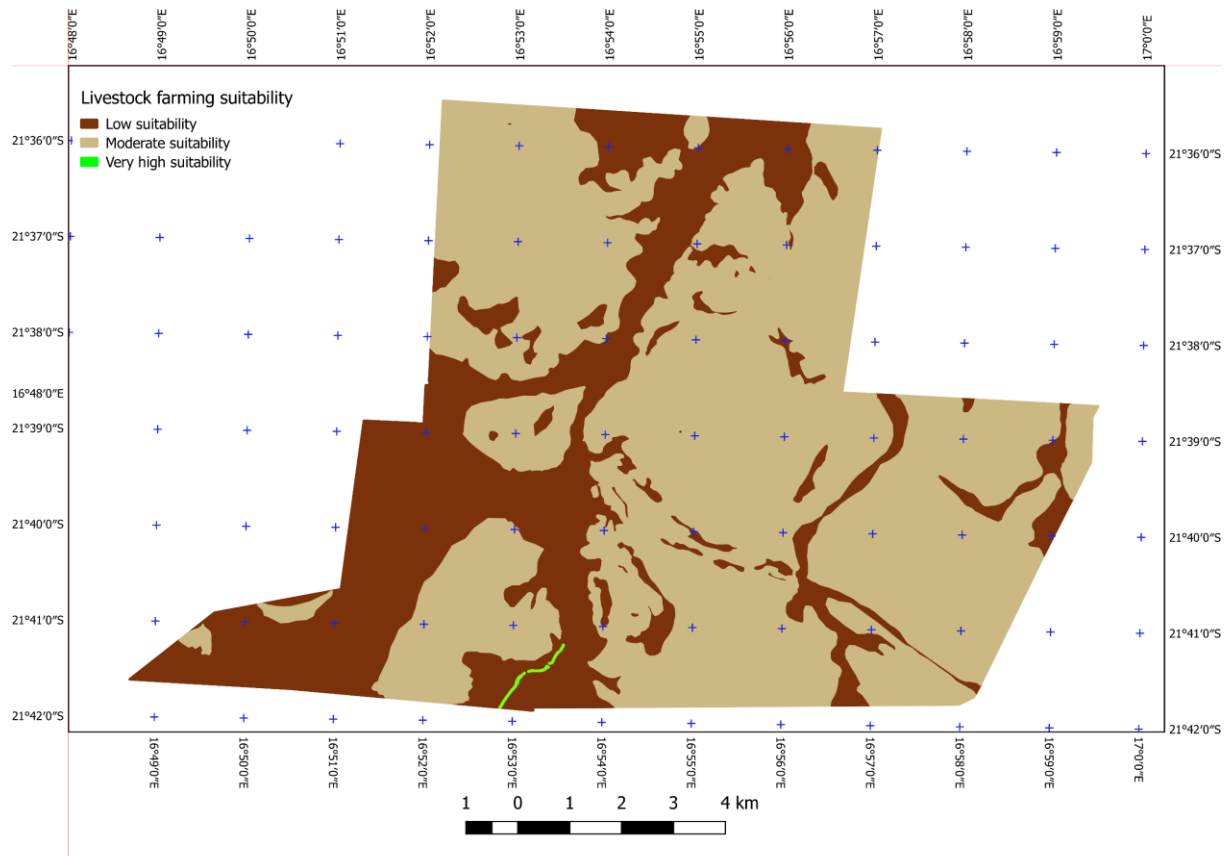 16°48'0"E 16°49'0"E 16°50'0"E 16°51'0"E 16°52'0"E 16°53'0"E 16°54'0"E 16°55'0"E 16°56'0"E 16°57'0"E 16°58'0"E 16°59'0"E 17°0'0"E
Livestock farming suitability
Low suitability
Moderate suitability
Very high suitability
21°36'0"S 21°36'0"S
21°37'0"S 21°37'0"S
21°38'0"S 21°38'0"S
16°48'0"E
21°39'0"S 21°39'0"S
21°40'0"S 21°40'0"S
21°41'0"S 21°41'0"S
21°42'0"S 21°42'0"S
16°49'0"E 16°50'0"E 16°51'0"E 16°52'0"E 16°53'0"E 16°54'0"E 16°55'0"E 16°56'0"E 16°57'0"E 16°58'0"E 16°59'0"E 17°0'0"E
1 0 1 2 3 4 km